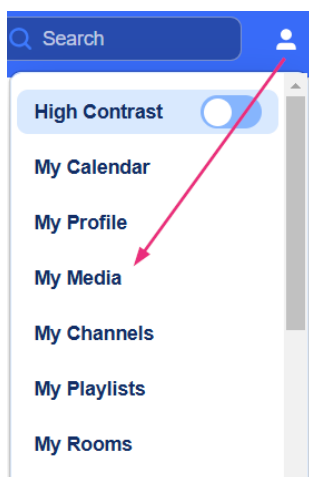 Search
High Contrast
My Calendar
My Profile
My Media
My Channels
My Playlists
My Rooms